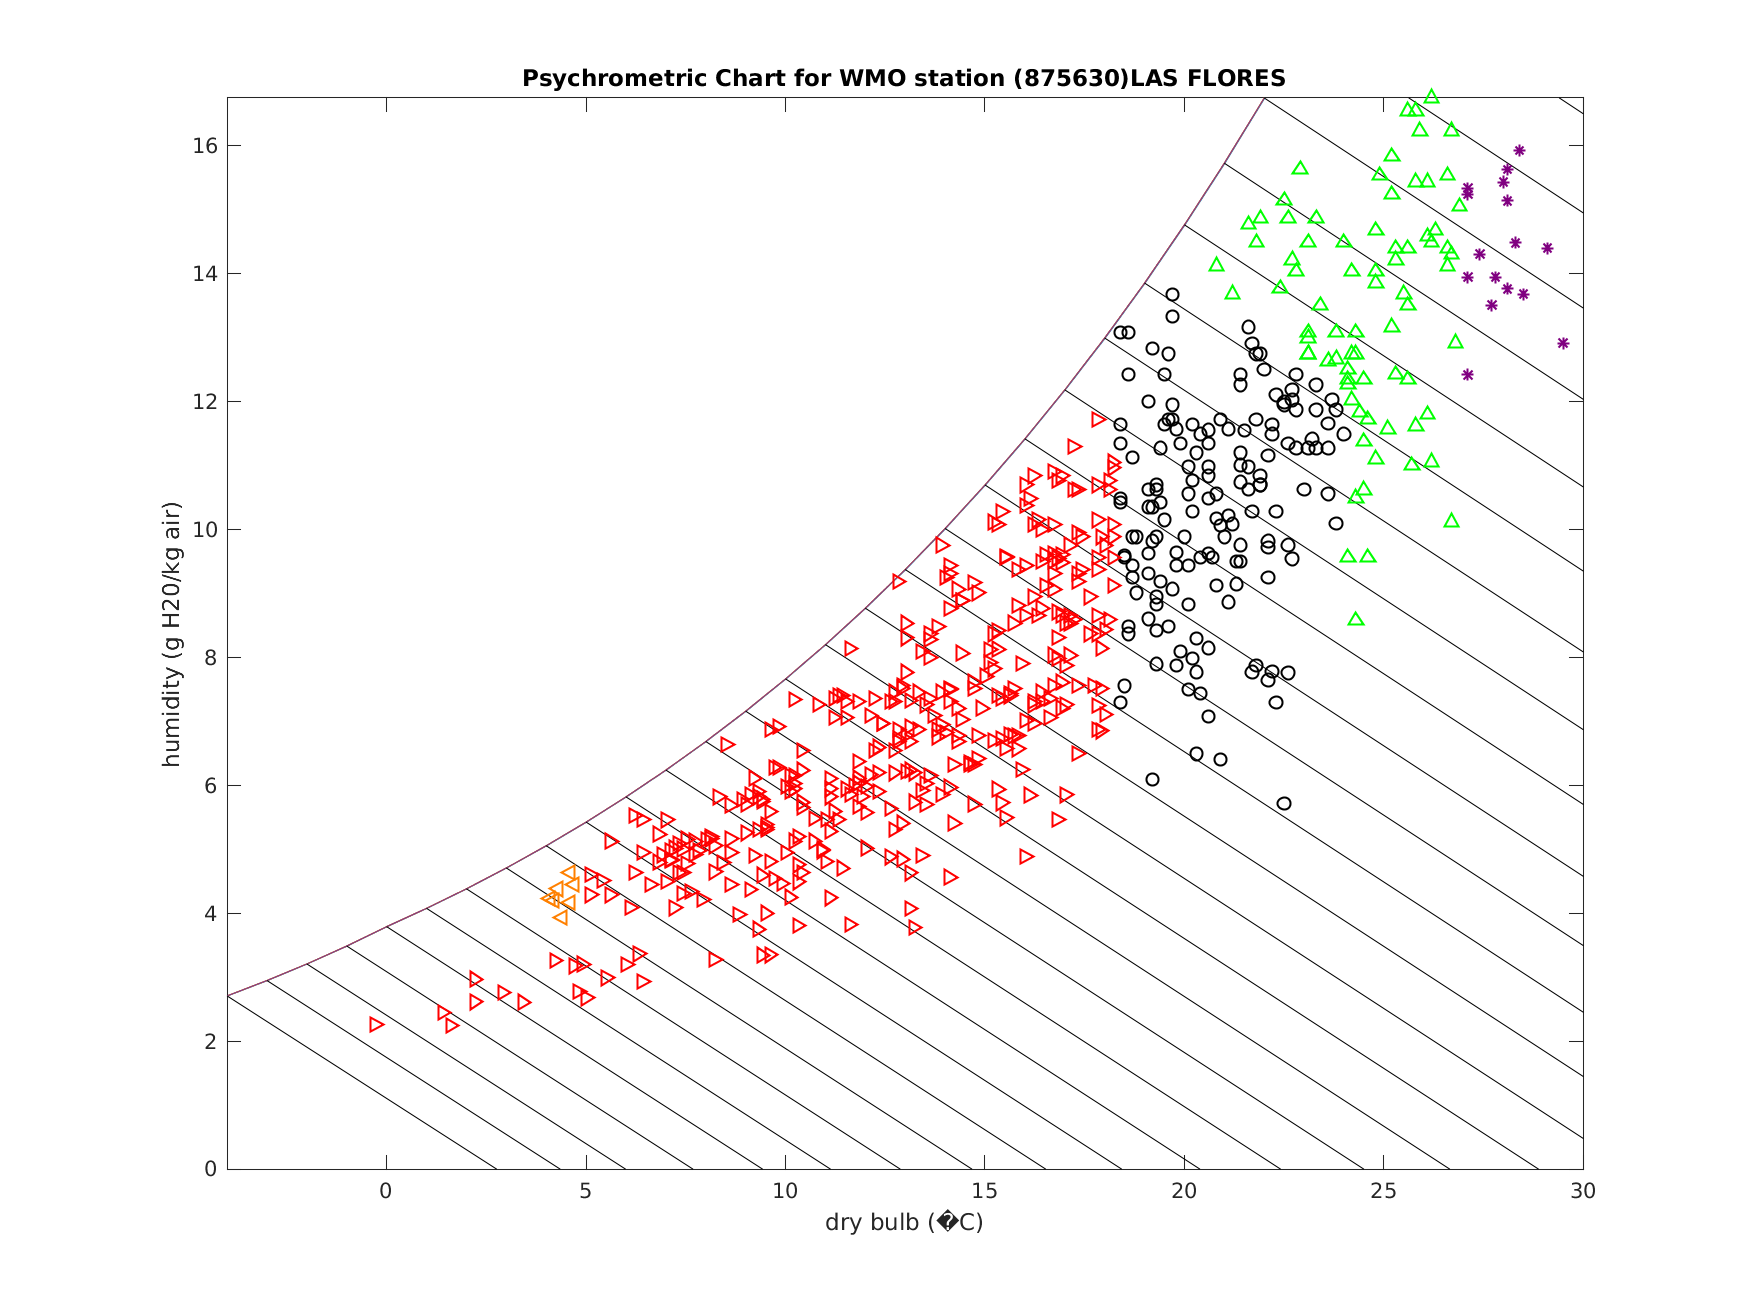 Psychrometric Chart for WMO station (875630)LAS FLORES
16
14
12
10
8
6
4
2
0
humidity (g H20/kg air)
0 5 10 15 20 25 30
dry bulb (�C)